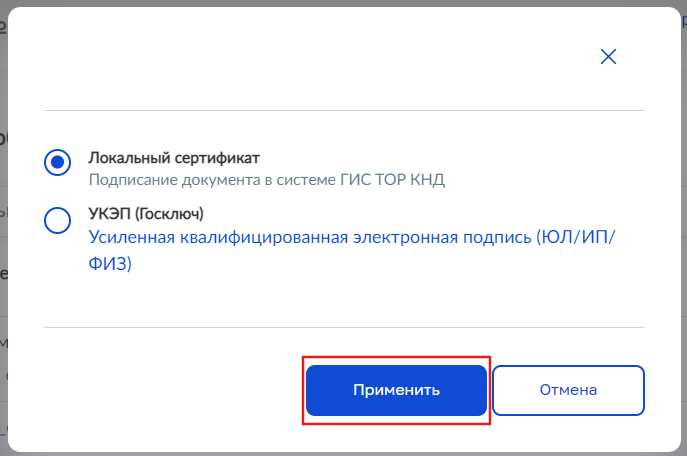 Локальный сертификат
Подписание документа в системе ГИС ТОР КНД
УКЭП (Госключ)
Усиленная квалифицированная электронная подпись (ЮЛ/ИП/
ФИЗ)
Применить
Отмена